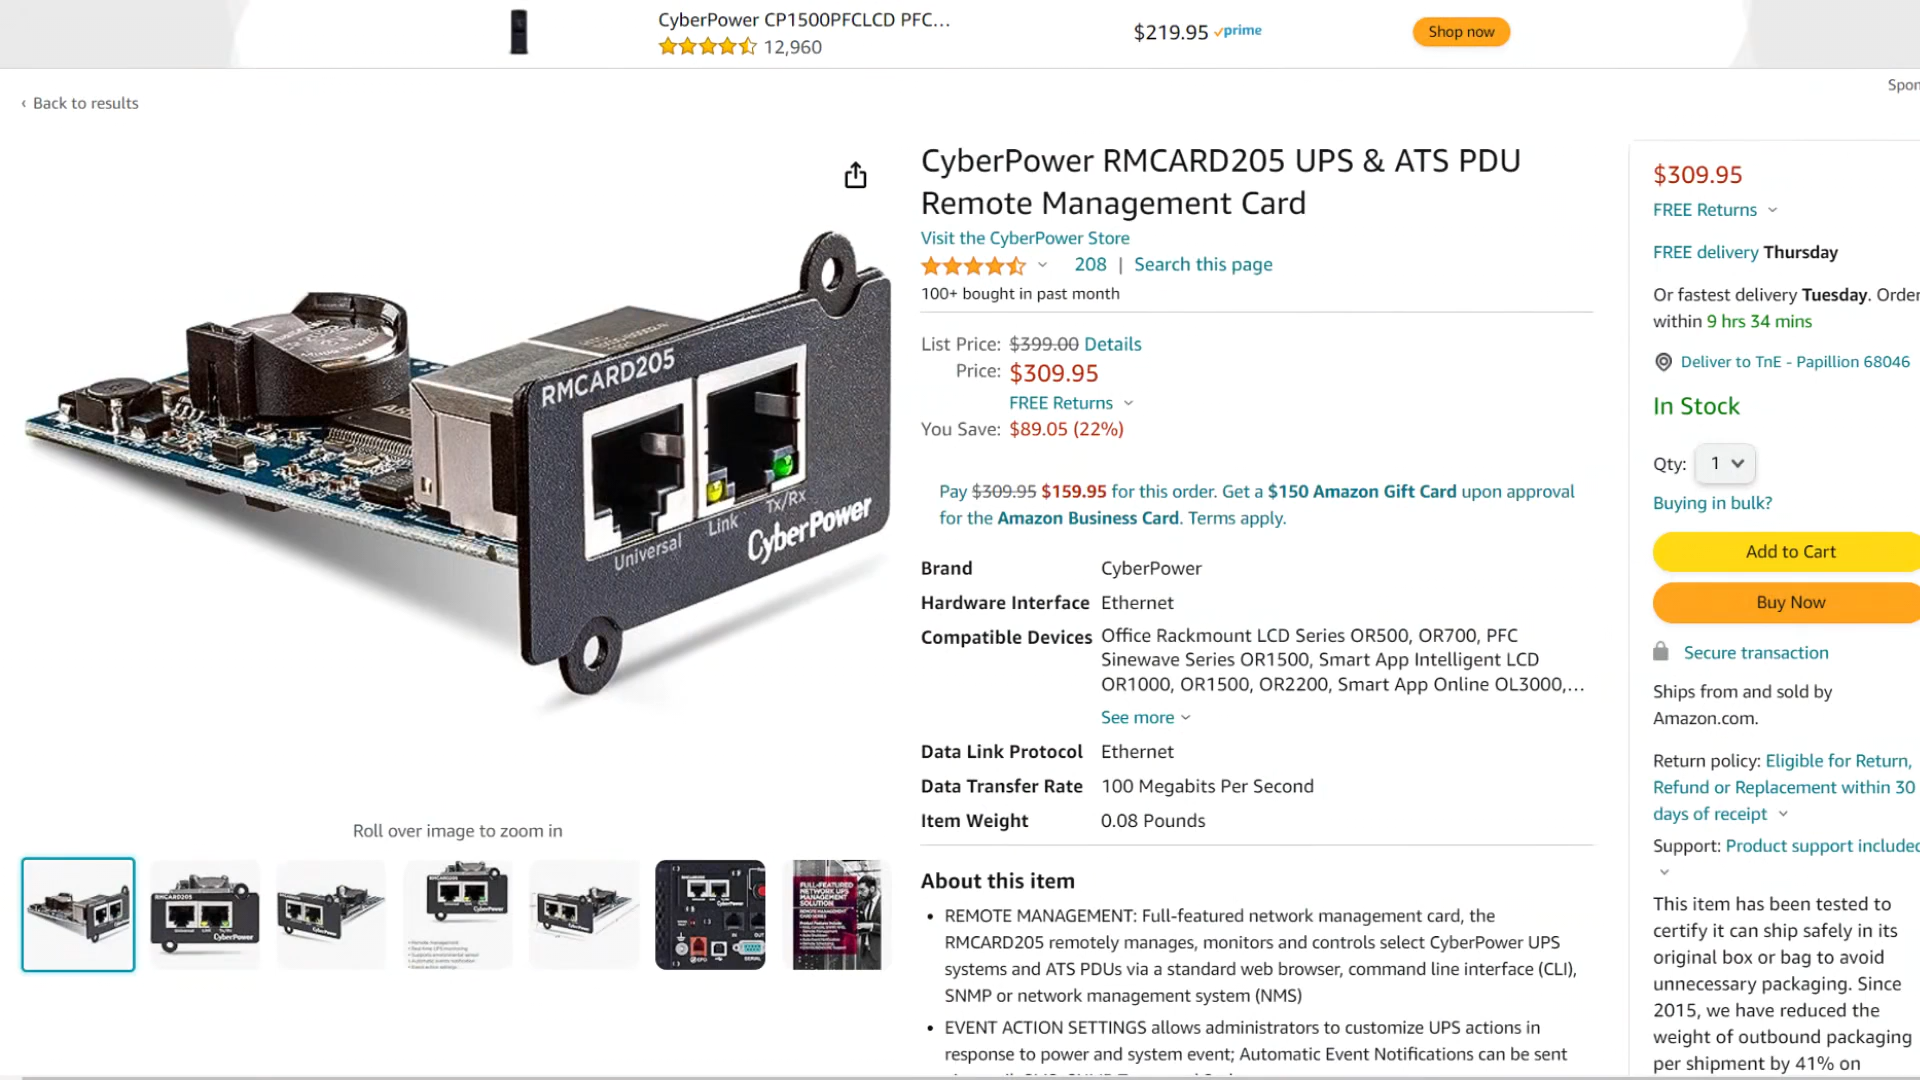 CyberPower CP1500PFCLCD PFC...
12,960
$219.95 prime
Shop now
Spon
‹ Back to results
CyberPower RMCARD205 UPS & ATS PDU
Remote Management Card
Visit the CyberPower Store
208 | Search this page
100+ bought in past month
List Price: $399.00 Details
Price: $309.95
FREE Returns
You Save: $89.05 (22%)
Pay $309.95 $159.95 for this order. Get a $150 Amazon Gift Card upon approval
for the Amazon Business Card. Terms apply.
Brand CyberPower
Hardware Interface Ethernet
Compatible Devices Office Rackmount LCD Series OR500, OR700, PFC
Sinewave Series OR1500, Smart App Intelligent LCD
OR1000, OR1500, OR2200, Smart App Online OL3000,...
See more
Data Link Protocol Ethernet
Data Transfer Rate 100 Megabits Per Second
Item Weight 0.08 Pounds
About this item
• REMOTE MANAGEMENT: Full-featured network management card, the
RMCARD205 remotely manages, monitors and controls select CyberPower UPS
systems and ATS PDUs via a standard web browser, command line interface (CLI),
SNMP or network management system (NMS)
• EVENT ACTION SETTINGS allows administrators to customize UPS actions in
response to power and system event; Automatic Event Notifications can be sent
RMCARD205
Universal
Link
Tx/Rx
CyberPower
Roll over image to zoom in
RMCARD205
CyberPower
FULL-FEATURED
NETWORK UPS
MANAGEMENT
SOLUTION
$309.95
FREE Returns
FREE delivery Thursday
Or fastest delivery Tuesday. Order
within 9 hrs 34 mins
Deliver to TnE - Papillion 68046
In Stock
Qty: 1
Buying in bulk?
Add to Cart
Buy Now
Secure transaction
Ships from and sold by
Amazon.com.
Return policy: Eligible for Return,
Refund or Replacement within 30
days of receipt
Support: Product support included
This item has been tested to
certify it can ship safely in its
original box or bag to avoid
unnecessary packaging. Since
2015, we have reduced the
weight of outbound packaging
per shipment by 41% on